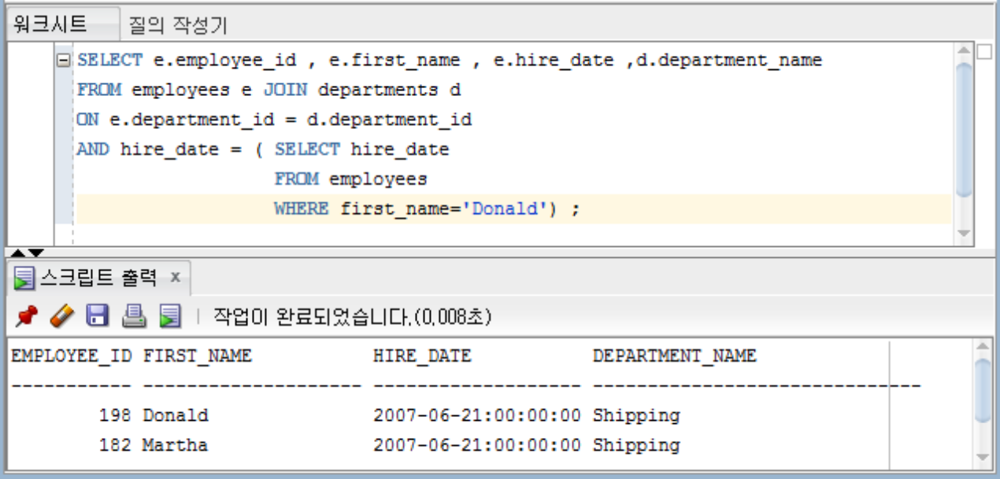 워크시트 질의 작성기
SELECT e.employee_id , e.first_name , e.hire_date ,d.department_name
FROM employees e JOIN departments d
ON e.department_id = d.department_id
AND hire_date = ( SELECT hire_date
FROM employees
WHERE first_name='Donald') ;
스크립트 출력 x
작업이 완료되었습니다.(0.008초)
EMPLOYEE_ID FIRST_NAME HIRE_DATE DEPARTMENT_NAME
----------- -------------------- ------------------- ------------------------------
198 Donald 2007-06-21:00:00:00 Shipping
182 Martha 2007-06-21:00:00:00 Shipping